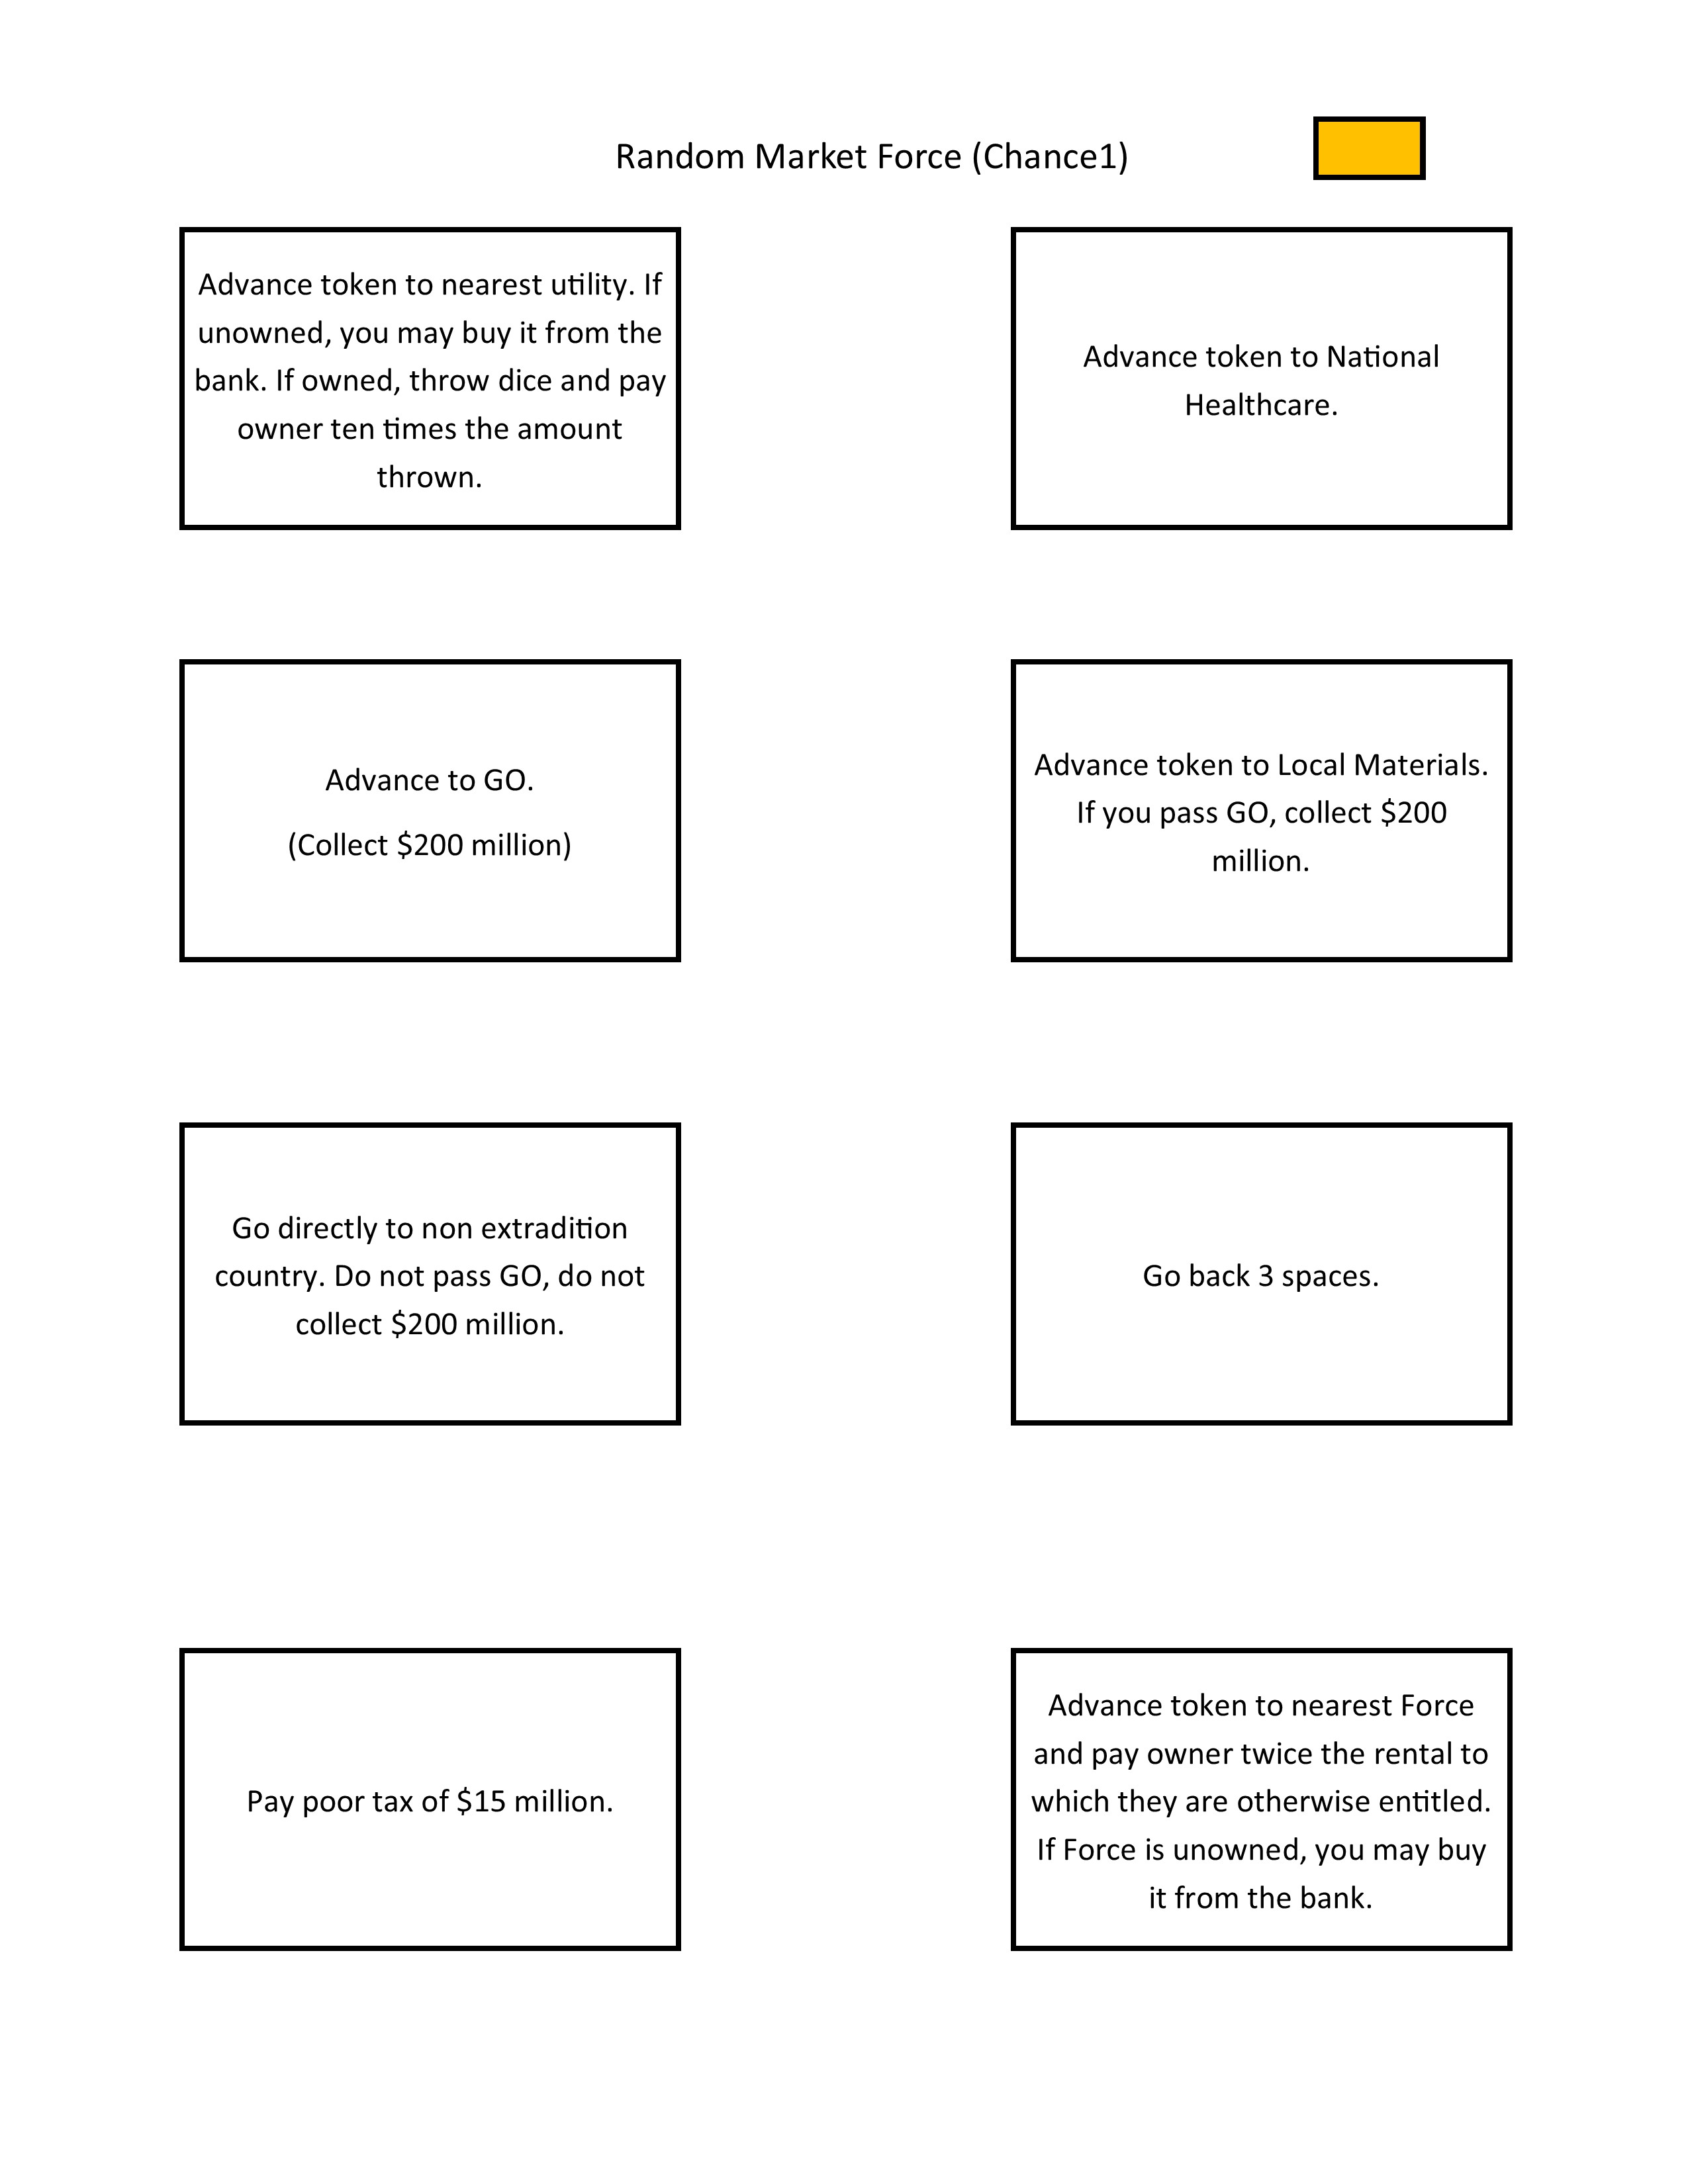 Random Market Force (Chance1)
Advance token to nearest utility. If
unowned, you may buy it from the
bank. If owned, throw dice and pay
owner ten times the amount
thrown.
Advance token to National
Healthcare.
Advance to GO.
(Collect $200 million)
Advance token to Local Materials.
If you pass GO, collect $200
million.
Go directly to non extradition
country. Do not pass GO, do not
collect $200 million.
Go back 3 spaces.
Pay poor tax of $15 million.
Advance token to nearest Force
and pay owner twice the rental to
which they are otherwise entitled.
If Force is unowned, you may buy
it from the bank.